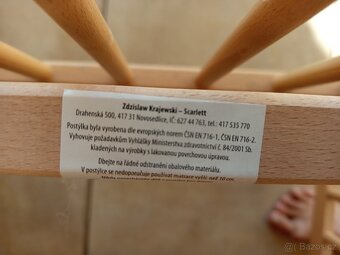 Zdzislaw Krajewski – Scarlett
Drahenská 500, 417 31 Novosedlice, IČ: 627 44 763, tel.: 417 535 770
Postýlka byla vyrobena dle evropských norem ČSN EN 716-1, ČSN EN 716-2.
Vyhovuje požadavkům Vyhlášky Ministerstva zdravotnictví č. 84/2001 Sb.
kladeným na výrobky s lakovanou povrchovou úpravou.
Dbejte na řádné odstranění obalového materiálu.
V postýlce se nedoporučuje používat matrace vyšší než 10 cm.
Bazos.cz